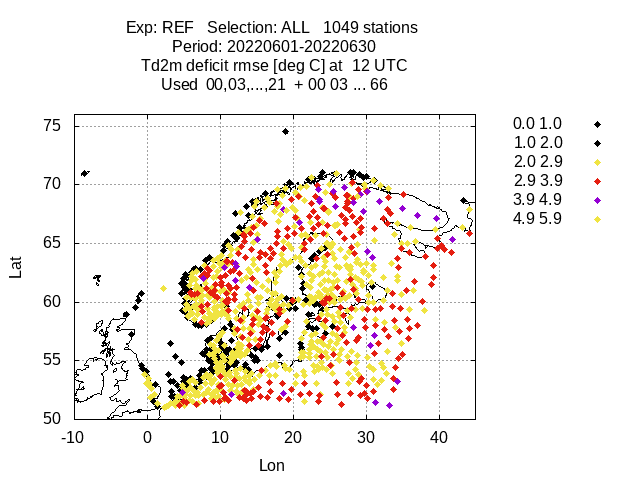 Exp: REF Selection: ALL 1049 stations
Period: 20220601-20220630
Td2m deficit rmse [deg C] at 12 UTC
Used 00,03,...,21 + 00 03 ... 66
75
70
65
60
55
50
-10 0 10 20 30 40
Lat
Lon
0.0 1.0
1.0 2.0
2.0 2.9
2.9 3.9
3.9 4.9
4.9 5.9